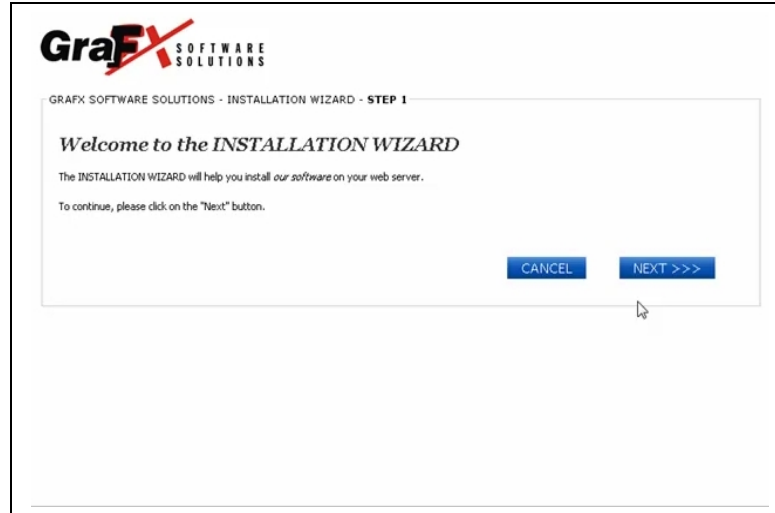 GraFX SOFTWARE
SOLUTIONS
GRAFX SOFTWARE SOLUTIONS - INSTALLATION WIZARD - STEP 1
Welcome to the INSTALLATION WIZARD
The INSTALLATION WIZARD will help you install our software on your web server.
To continue, please click on the "Next" button.
CANCEL NEXT >>>